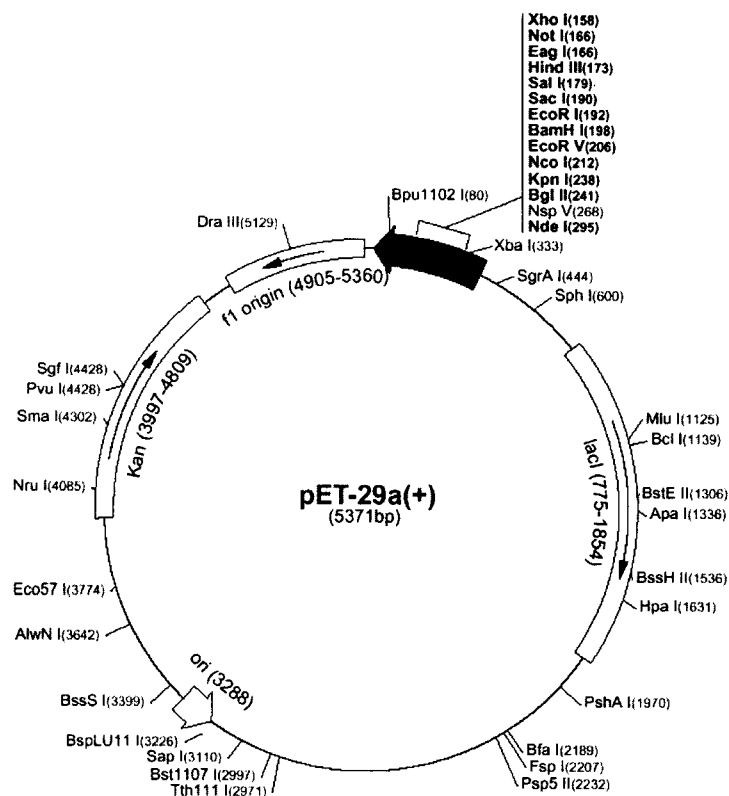 Xho I(158)
Not I(166)
Eag I(166)
Hind III(173)
Sal I(179)
Sac I(190)
EcoR I(192)
BamH I(198)
EcoR V(206)
Nco I(212)
Kpn I(238)
Bgl II(241)
Nsp V(268)
Nde I(295)
Bpu1102 I(80)
Dra III(5129)
Xba I(333)
SgrA I(444)
Sph I(600)
f1 origin (4905-5360)
Sgf I(4428)
Pvu I(4428)
Sma I(4302)
Kan (3997-4809)
Nru I(4085)
Mlu I(1125)
Bcl I(1139)
lacI (775-1854)
BstE II(1306)
Apa I(1336)
pET-29a(+)
(5371bp)
BssH II(1536)
Hpa I(1631)
Eco57 I(3774)
AlwN I(3642)
ori (3288)
BssS I(3399)
PshA I(1970)
BspLU11 I(3226)
Sap I(3110)
Bst1107 I(2997)
Tth111 I(2971)
Bfa I(2189)
Fsp I(2207)
Psp5 II(2232)